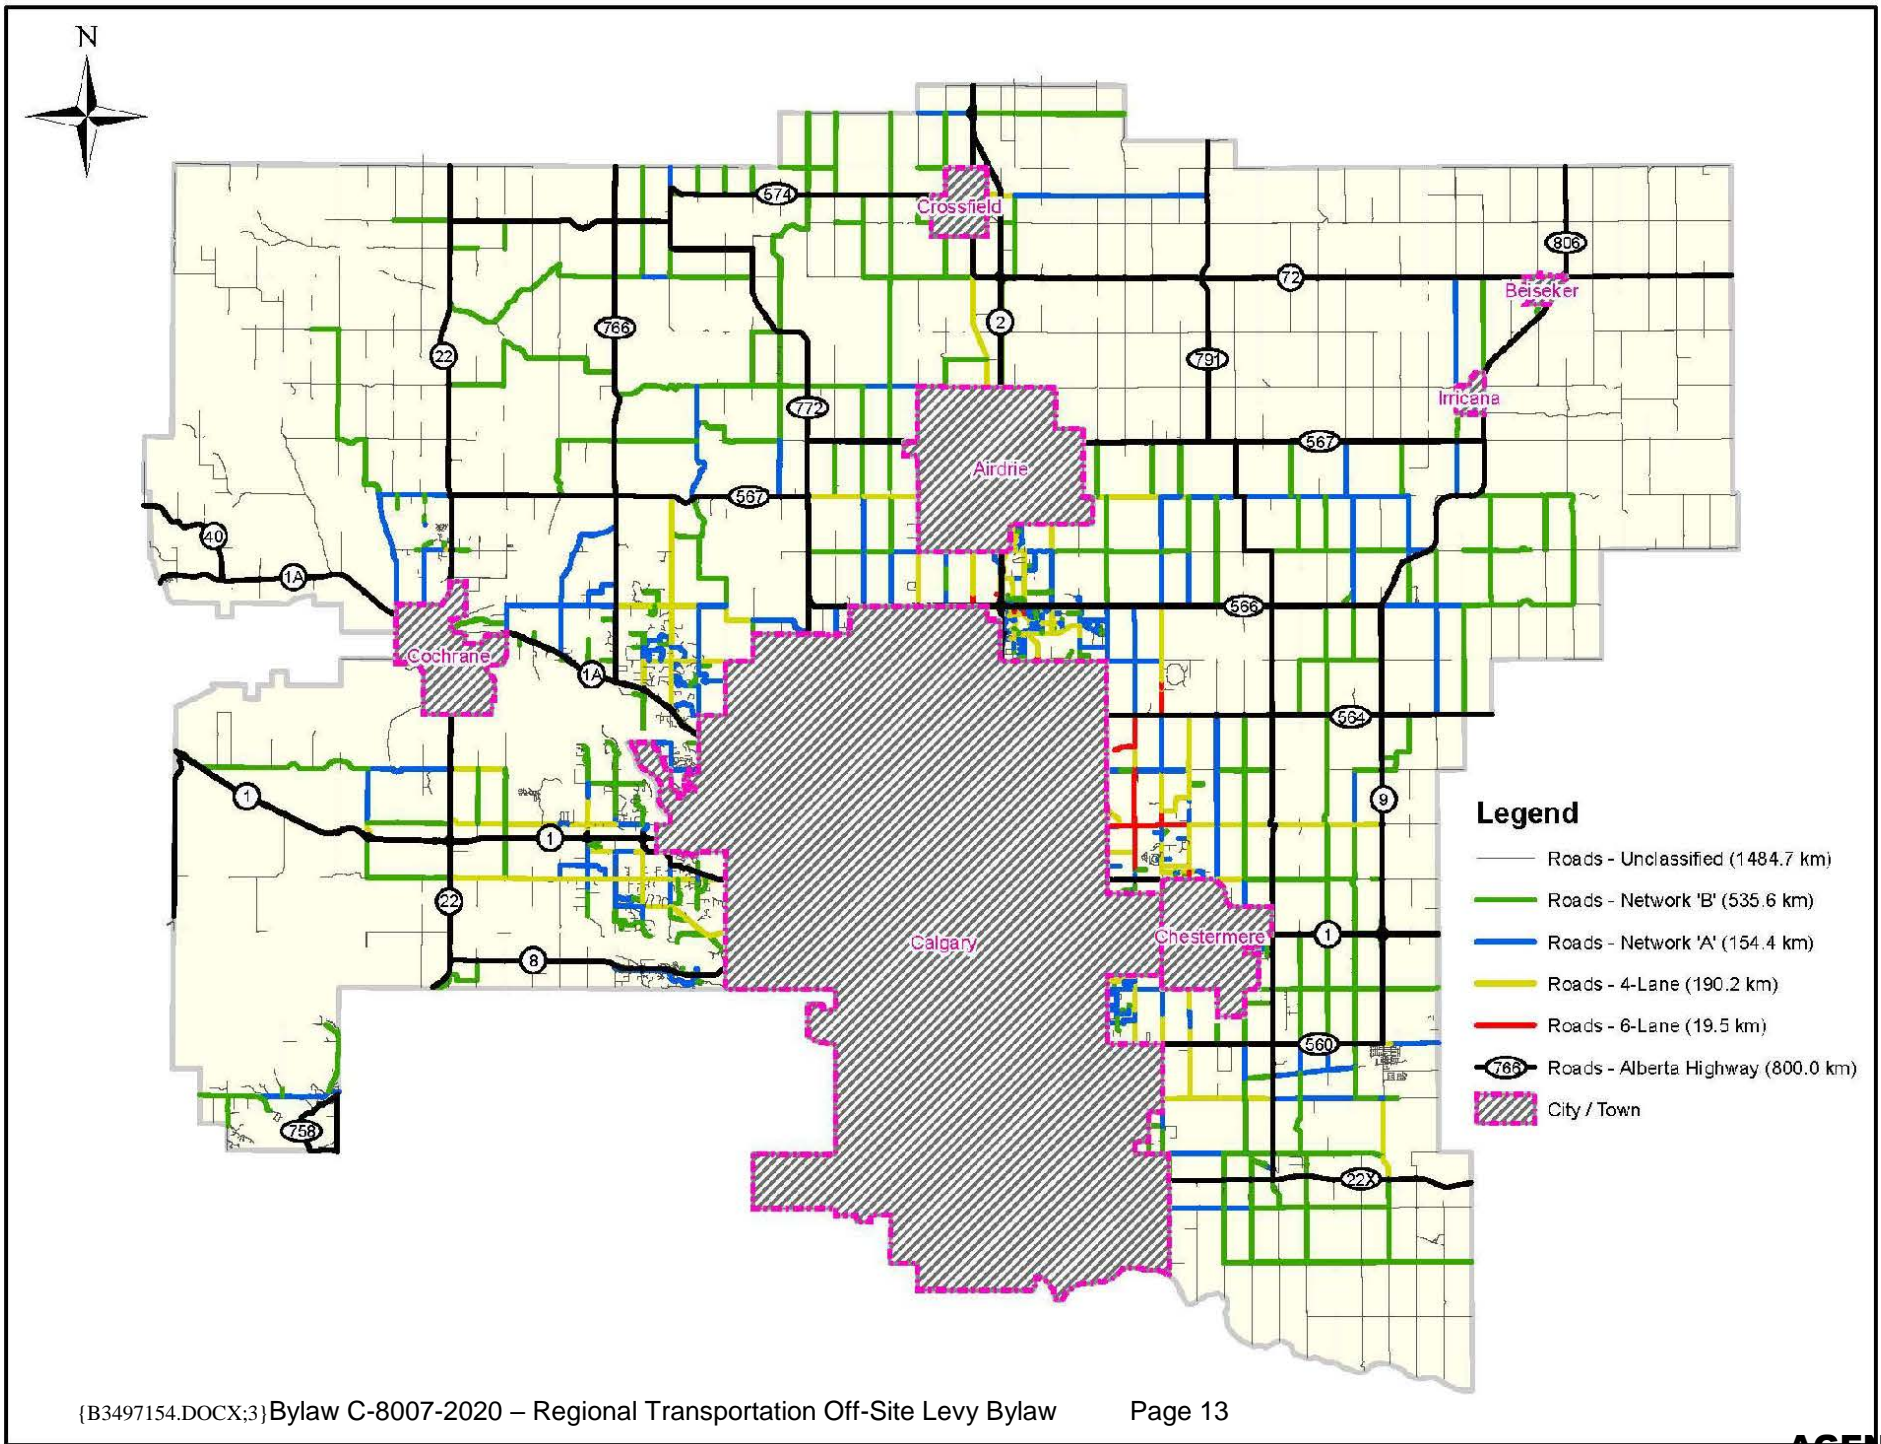 N
574
Crossfield
806
72
Beiseker
766
2
22
791
Irricana
772
567
Airdrie
567
40
1A
566
Cochrane
1A
564
1
9
Legend
1
Roads - Unclassified (1484.7 km)
22
Roads - Network 'B' (535.6 km)
Calgary
Chestermere
1
Roads - Network 'A' (154.4 km)
8
Roads - 4-Lane (190.2 km)
Roads - 6-Lane (19.5 km)
560
766
Roads - Alberta Highway (800.0 km)
City / Town
758
22X
{B3497154.DOCX;3}Bylaw C-8007-2020 – Regional Transportation Off-Site Levy Bylaw Page 13